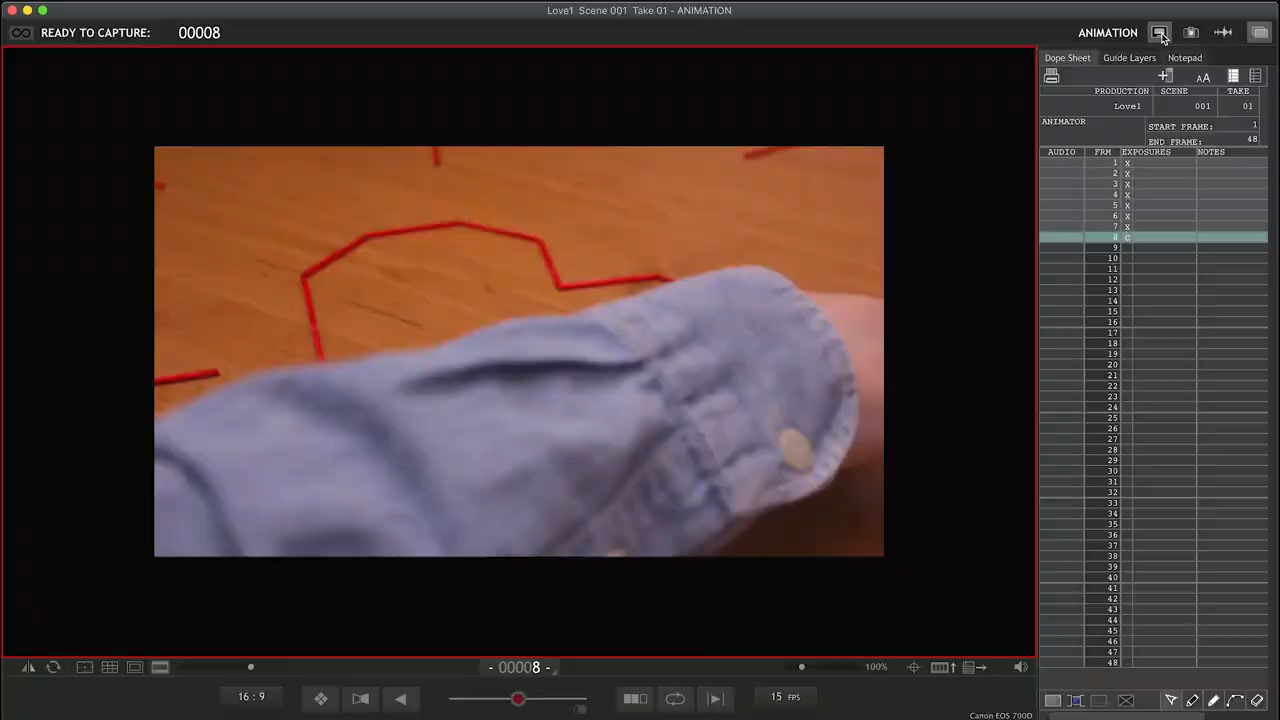 Love1 Scene 001 Take 01 - ANIMATION
READY TO CAPTURE: 00008
ANIMATION
Dope Sheet Guide Layers Notepad
AA
PRODUCTION SCENE TAKE
Love1 001 01
ANIMATOR
START FRAME: 1
END FRAME: 48
AUDIO FRM EXPOSURES NOTES
1 X
2 X
3 X
4 X
5 X
6 X
7 X
8 C
9
10
11
12
13
14
15
16
17
18
19
20
21
22
23
24
25
26
27
28
29
30
31
32
33
34
35
36
37
38
39
40
41
42
43
44
45
46
47
48
- 00008 -
100%
16 : 9
15 FPS
Canon EOS 700D